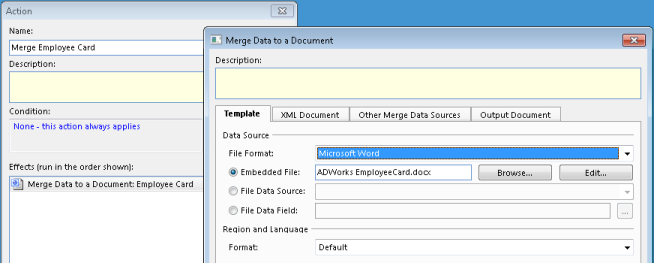 Action
Name:
Merge Employee Card
Description:
Condition:
None - this action always applies
Effects (run in the order shown):
Merge Data to a Document: Employee Card
Merge Data to a Document
Description:
Template
XML Document
Other Merge Data Sources
Output Document
Data Source
File Format:
Microsoft Word
Embedded File:
ADWorks EmployeeCard.docx
Browse...
Edit...
File Data Source:
File Data Field:
...
Region and Language
Format:
Default